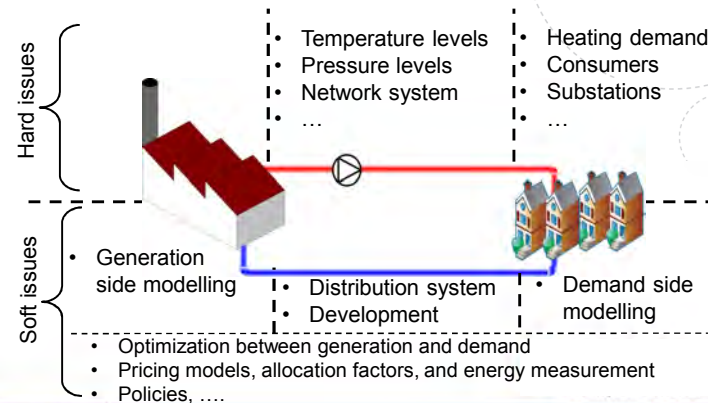 Hard issues
• Temperature levels
• Pressure levels
• Network system
• …
• Heating demand
• Consumers
• Substations
• …
Soft issues
• Generation
side modelling
• Distribution system
• Development
• Demand side
modelling
• Optimization between generation and demand
• Pricing models, allocation factors, and energy measurement
• Policies, ….